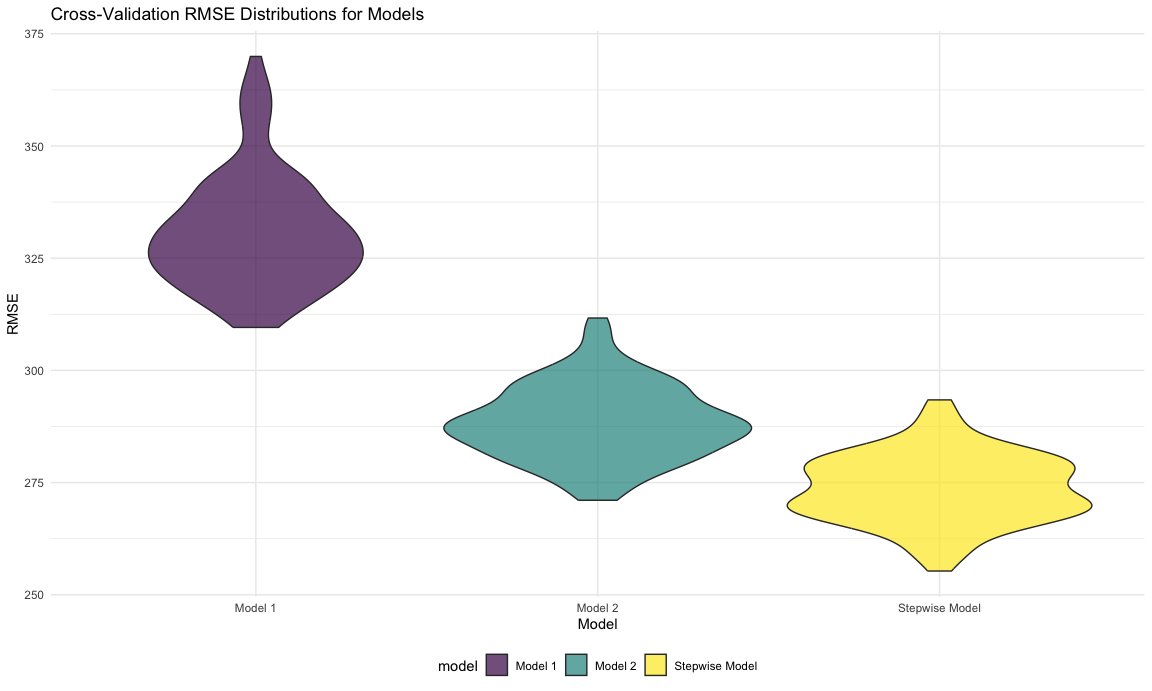 Cross-Validation RMSE Distributions for Models
375
350
325
300
275
250
RMSE
Model 1
Model 2
Stepwise Model
Model
model
Model 1
Model 2
Stepwise Model